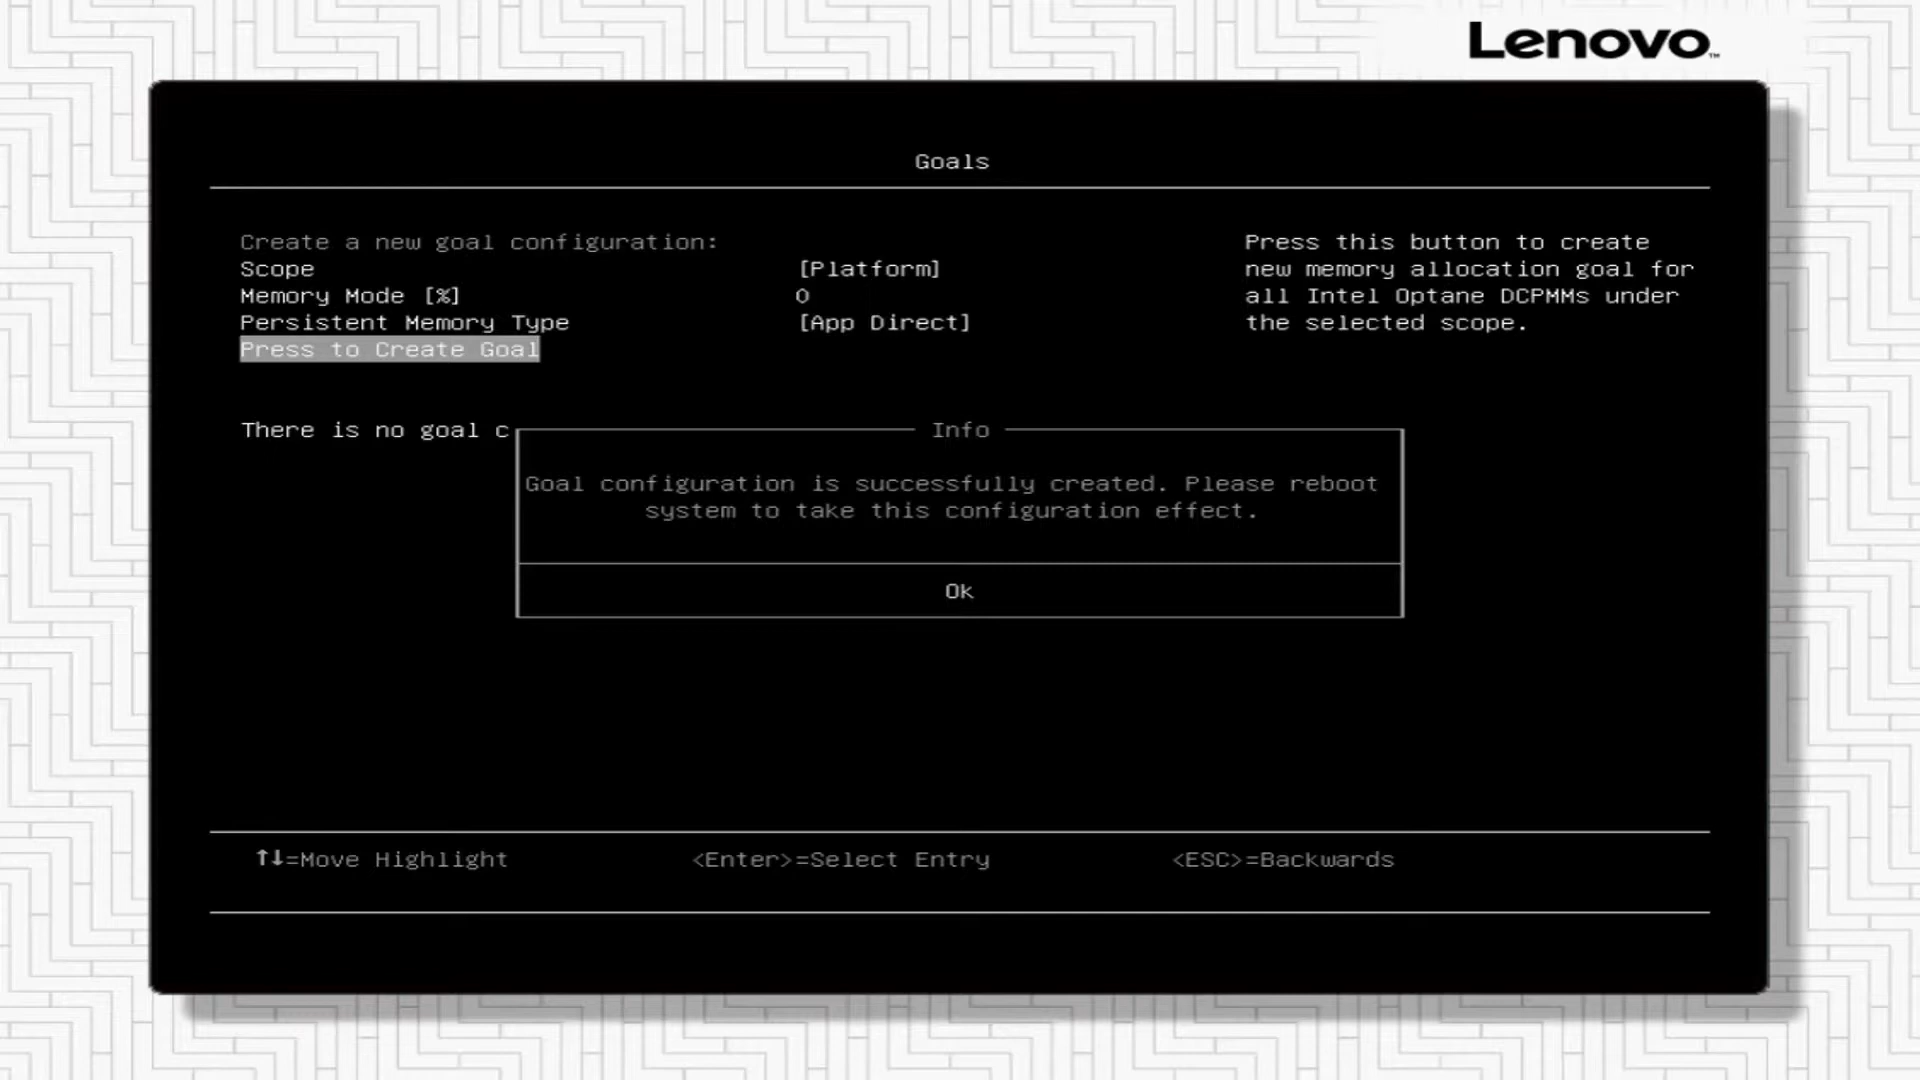 Lenovo™
Goals
Create a new goal configuration:
Scope [Platform]
Memory Mode [%] 0
Persistent Memory Type [App Direct]
Press to Create Goal
Press this button to create
new memory allocation goal for
all Intel Optane DCPMMs under
the selected scope.
There is no goal c
Info
Goal configuration is successfully created. Please reboot
system to take this configuration effect.
Ok
↑↓=Move Highlight <Enter>=Select Entry <ESC>=Backwards